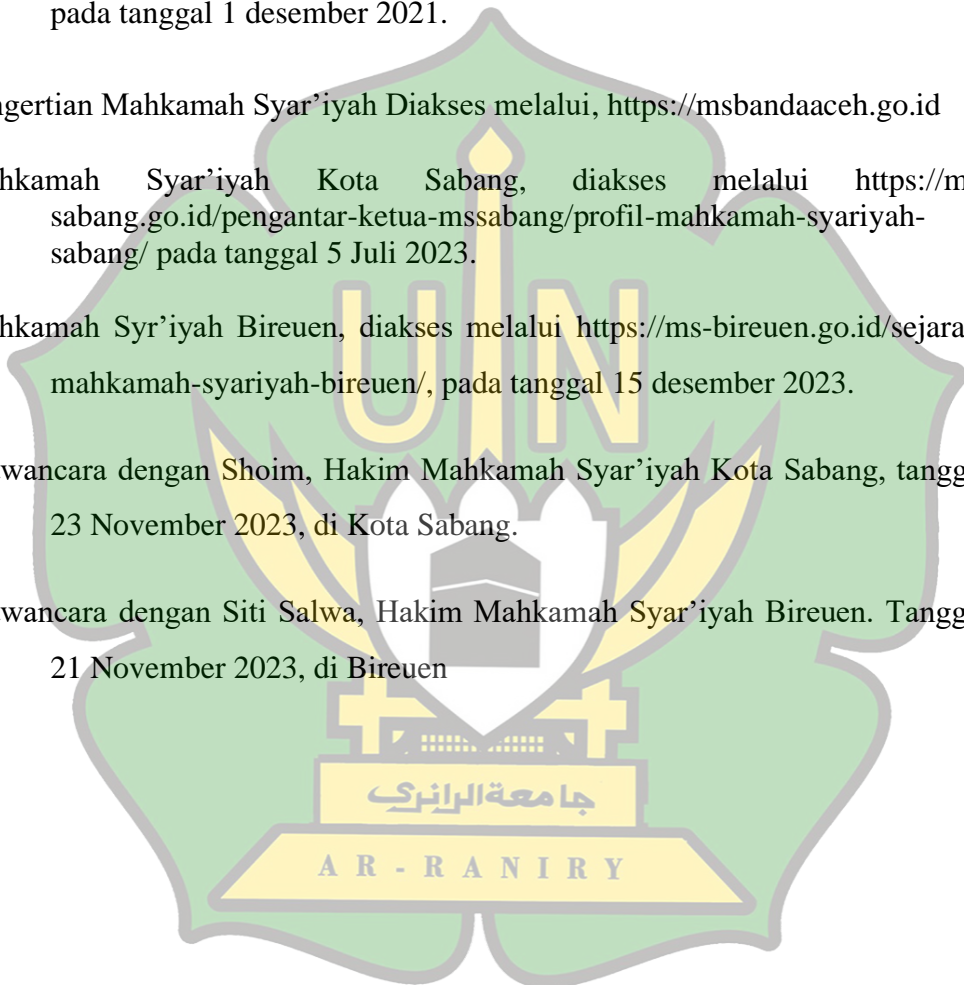 pada tanggal 1 desember 2021.
ngertian Mahkamah Syar’iyah Diakses melalui, https://msbandaaceh.go.id
hkamah Syar’iyah Kota Sabang, diakses melalui https://m
sabang.go.id/pengantar-ketua-mssabang/profil-mahkamah-syariyah-
sabang/ pada tanggal 5 Juli 2023.
hkamah Syr’iyah Bireuen, diakses melalui https://ms-bireuen.go.id/sejara
mahkamah-syariyah-bireuen/, pada tanggal 15 desember 2023.
wancara dengan Shoim, Hakim Mahkamah Syar’iyah Kota Sabang, tangg
23 November 2023, di Kota Sabang.
wancara dengan Siti Salwa, Hakim Mahkamah Syar’iyah Bireuen. Tangg
21 November 2023, di Bireuen
UIN
جامعة الرانري
AR-RANIRY